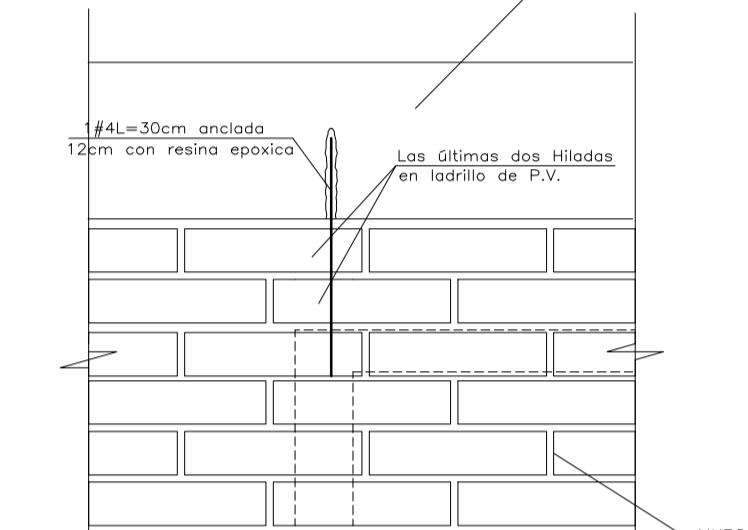 1#4L=30cm anclada
12cm con resina epoxica
Las últimas dos Hiladas
en ladrillo de P.V.